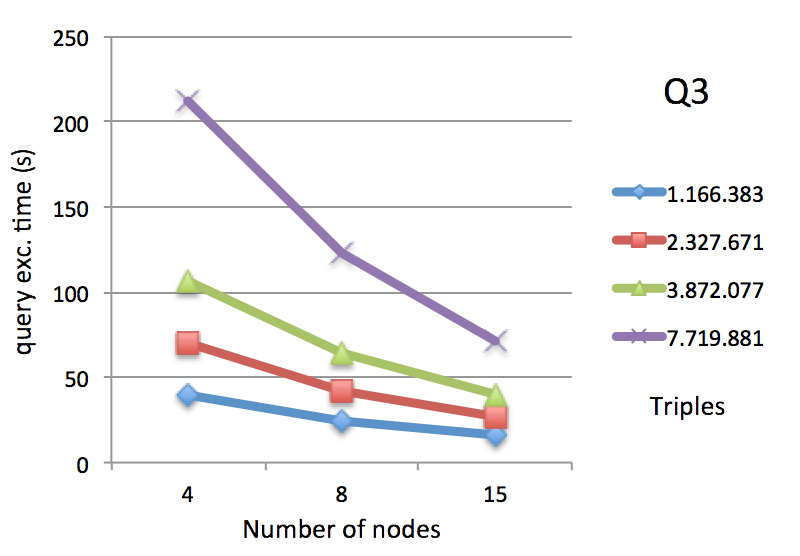 Q3
250
200
150
100
50
0
query exc. time (s)
4 8 15
Number of nodes
1.166.383
2.327.671
3.872.077
7.719.881
Triples